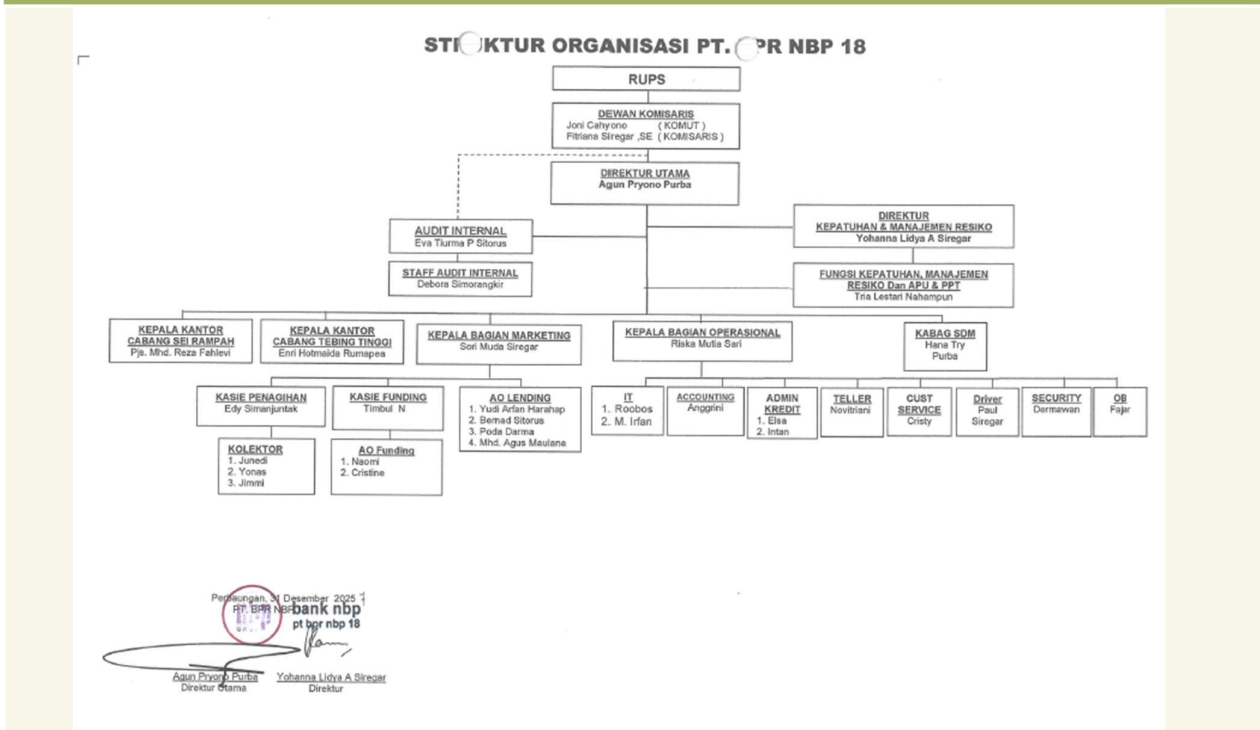 STRUKTUR ORGANISASI PT. BPR NBP 18
RUPS
DEWAN KOMISARIS
Joni Cahyono ( KOMUT )
Fitriana Siregar ,SE ( KOMISARIS )
DIREKTUR UTAMA
Agun Pryono Purba
AUDIT INTERNAL
Eva Tiurma P Sitorus
STAFF AUDIT INTERNAL
Debora Simorangkir
DIREKTUR
KEPATUHAN & MANAJEMEN RESIKO
Yohanna Lidya A Siregar
FUNGSI KEPATUHAN, MANAJEMEN
RESIKO Dan APU & PPT
Tria Lestari Nahampun
KEPALA KANTOR
CABANG SEI RAMPAH
Pjs. Mhd. Reza Fahlevi
KEPALA KANTOR
CABANG TEBING TINGGI
Enri Hotmaida Rumapea
KEPALA BAGIAN MARKETING
Sori Muda Siregar
KEPALA BAGIAN OPERASIONAL
Riska Mutia Sari
KABAG SDM
Hana Try
Purba
KASIE PENAGIHAN
Edy Simanjuntak
KASIE FUNDING
Timbul N
AO LENDING
1. Yudi Arfan Harahap
2. Bernad Sitorus
3. Poda Darma
4. Mhd. Agus Maulana
KOLEKTOR
1. Junedi
2. Yonas
3. Jimmi
AO Funding
1. Naomi
2. Cristine
IT
1. Roobos
2. M. Irfan
ACCOUNTING
Anggrini
ADMIN
KREDIT
1. Elsa
2. Intan
TELLER
Novitriani
CUST
SERVICE
Cristy
Driver
Paul
Siregar
SECURITY
Dermawan
OB
Fajar
Perbaungan, 31 Desember 2025
PT. BPR NBP
bank nbp
pt bpr nbp 18
Agun Pryono Purba Yohanna Lidya A Siregar
Direktur Utama Direktur